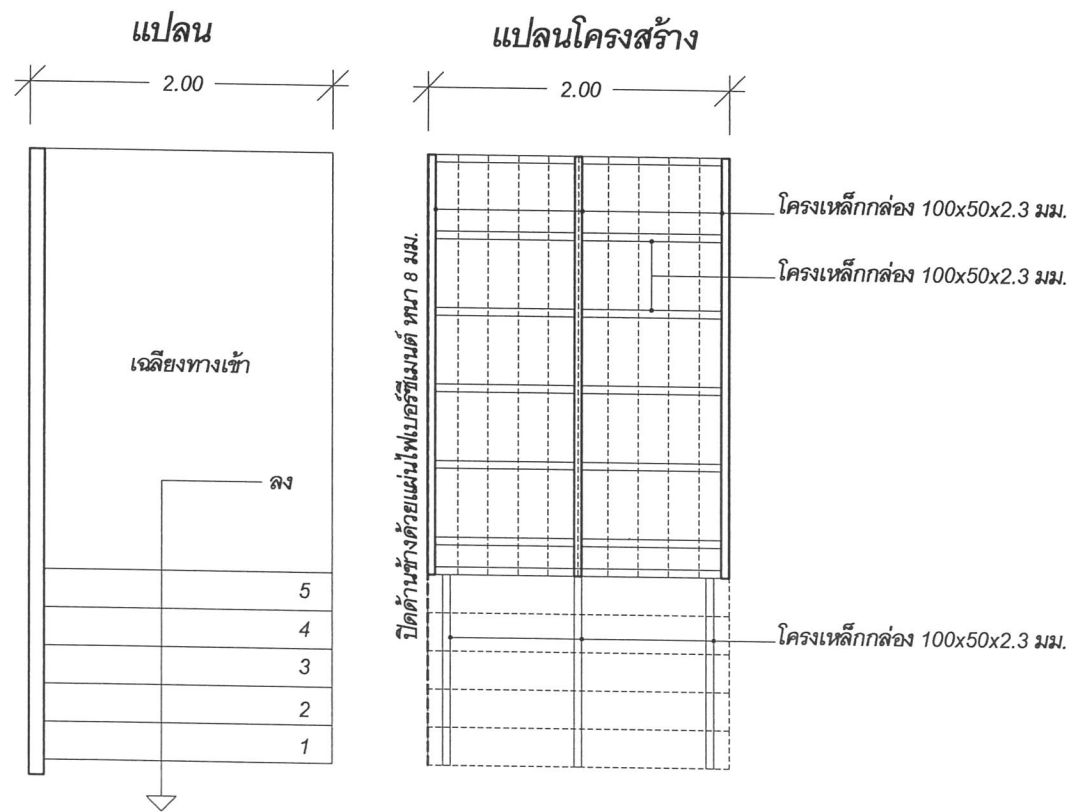 แปลน
2.00
เฉลียงทางเข้า
ลง
5
4
3
2
1
แปลนโครงสร้าง
2.00
ปิดด้านข้างด้วยแผ่นไฟเบอร์ซีเมนต์ หนา 8 มม.
โครงเหล็กกล่อง 100x50x2.3 มม.
โครงเหล็กกล่อง 100x50x2.3 มม.
โครงเหล็กกล่อง 100x50x2.3 มม.